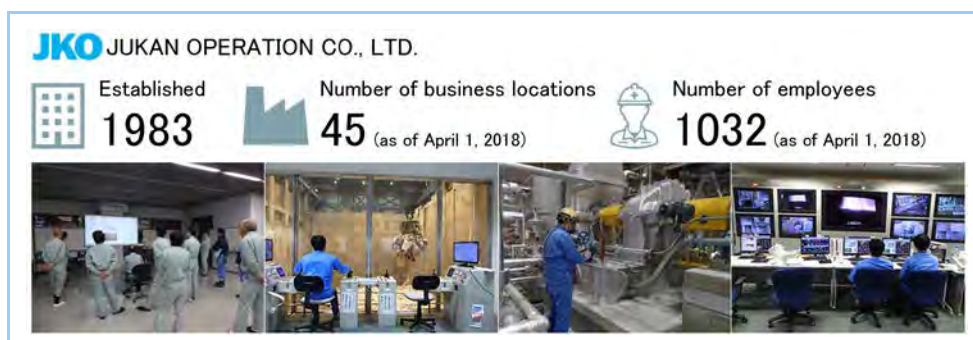 JKO JUKAN OPERATION CO., LTD.
Established
1983
Number of business locations
45 (as of April 1, 2018)
Number of employees
1032 (as of April 1, 2018)